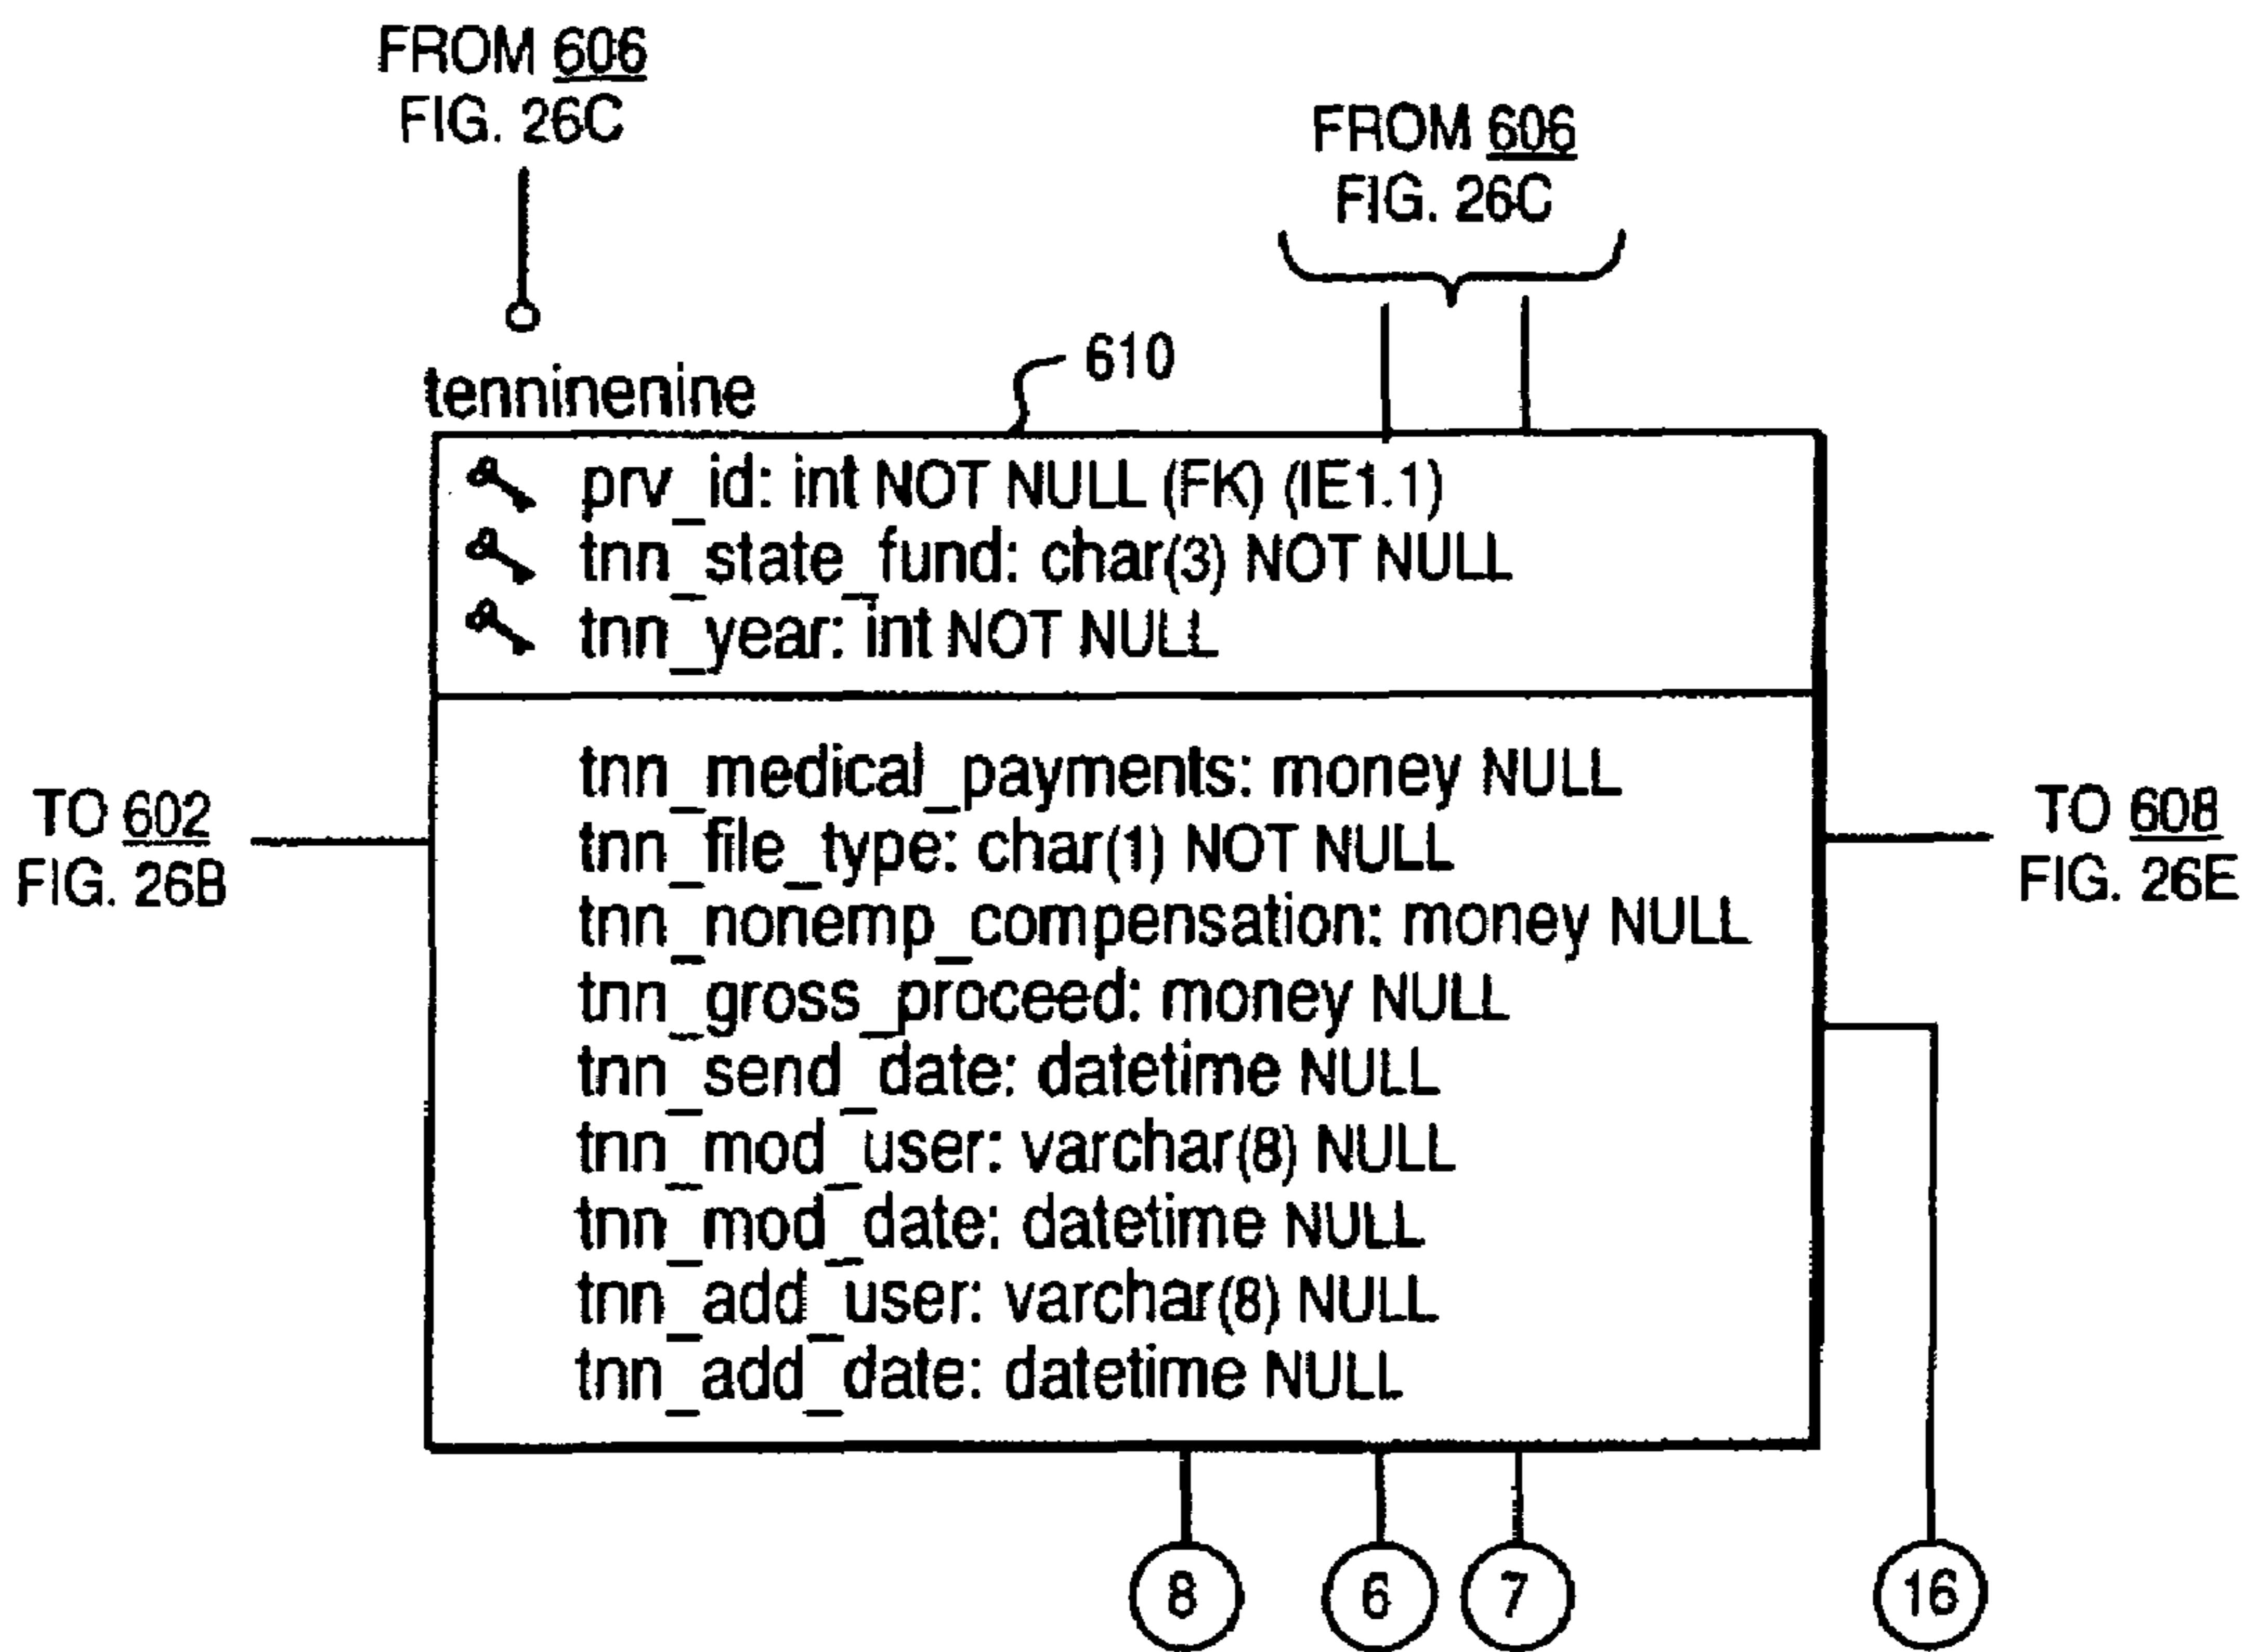 FROM 606
FIG. 26C
FROM 606
FIG. 26C
610
tenninenine
prv_id: int NOT NULL (FK) (IE1.1)
tnn_state_fund: char(3) NOT NULL
tnn_year: int NOT NULL
tnn_medical_payments: money NULL
tnn_file_type: char(1) NOT NULL
tnn_nonemp_compensation: money NULL
tnn_gross_proceed: money NULL
tnn_send_date: datetime NULL
tnn_mod_user: varchar(8) NULL
tnn_mod_date: datetime NULL
tnn_add_user: varchar(8) NULL
tnn_add_date: datetime NULL
TO 602
FIG. 26B
TO 608
FIG. 26E
8
6
7
16